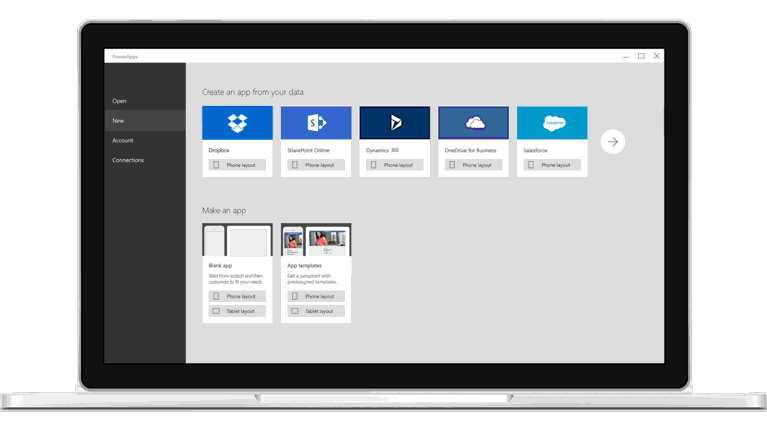 PowerApps
Open
New
Account
Connections
Create an app from your data
Dropbox
Phone layout
SharePoint Online
Phone layout
Dynamics 365
Phone layout
OneDrive for Business
Phone layout
salesforce
Salesforce
Phone layout
Make an app
Blank app
Start from scratch and then
customize to fit your needs.
Phone layout
Tablet layout
App templates
Get a jumpstart with
predesigned templates.
Phone layout
Tablet layout